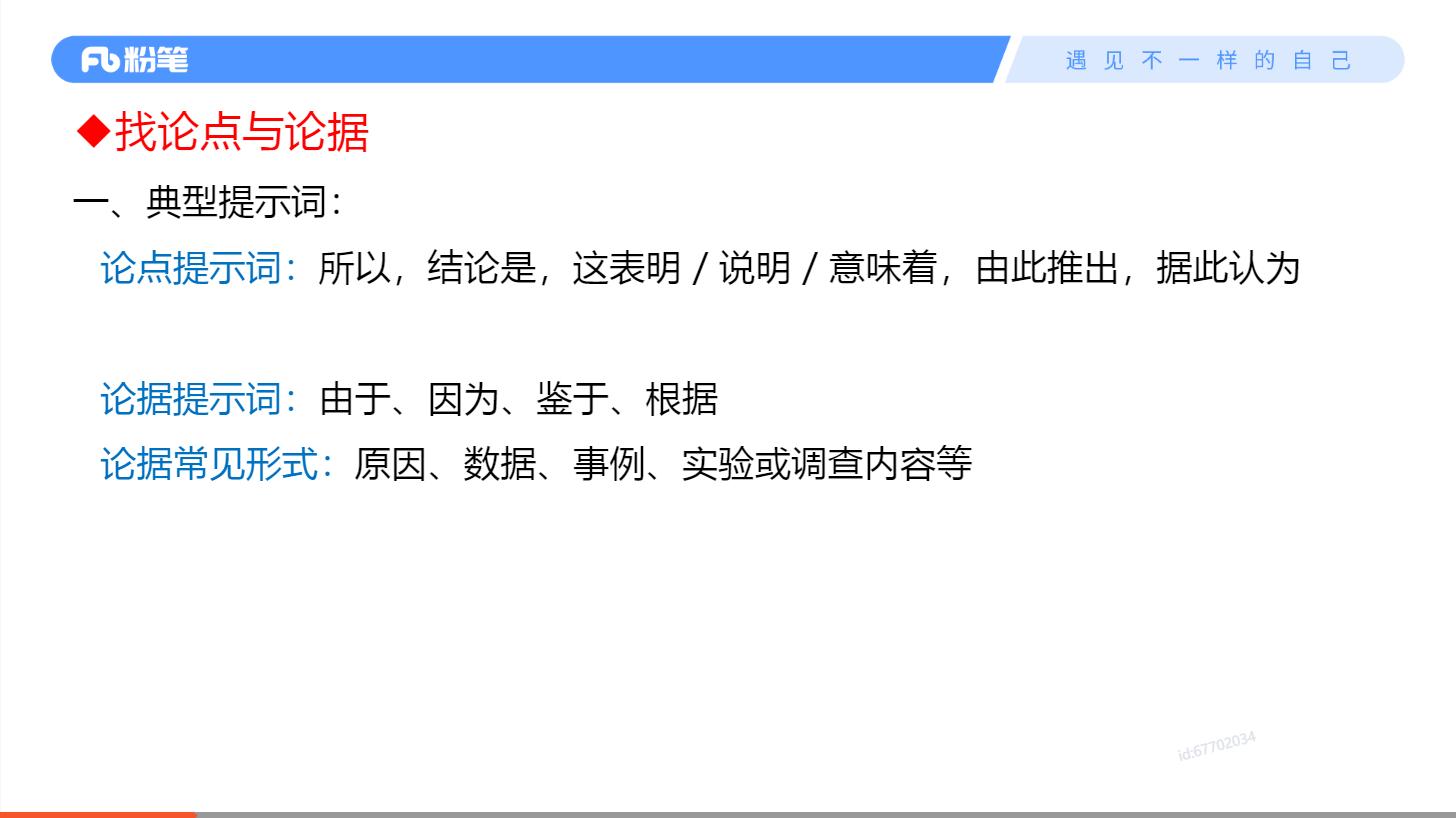 粉笔
遇见不一样的自己
◆找论点与论据
一、典型提示词：
论点提示词：所以，结论是，这表明 / 说明 / 意味着，由此推出，据此认为
论据提示词：由于、因为、鉴于、根据
论据常见形式：原因、数据、事例、实验或调查内容等
id:67702034